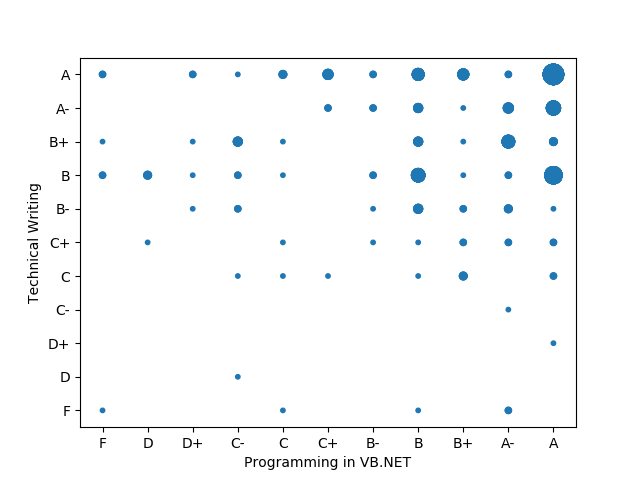 A
A-
B+
B
B-
C+
C
C-
D+
D
F
Technical Writing
F D D+ C- C C+ B- B B+ A- A
Programming in VB.NET